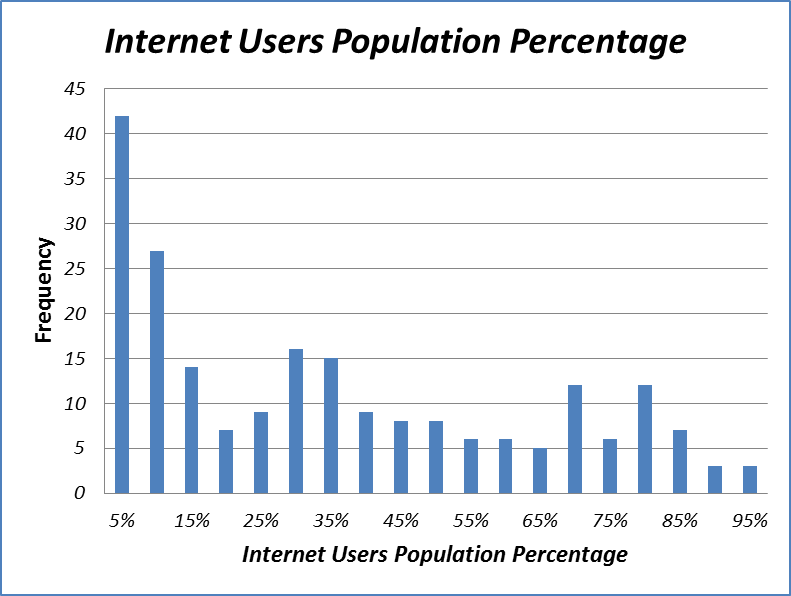 Internet Users Population Percentage
45
40
35
30
25
20
15
10
5
0
Frequency
5% 15% 25% 35% 45% 55% 65% 75% 85% 95%
Internet Users Population Percentage